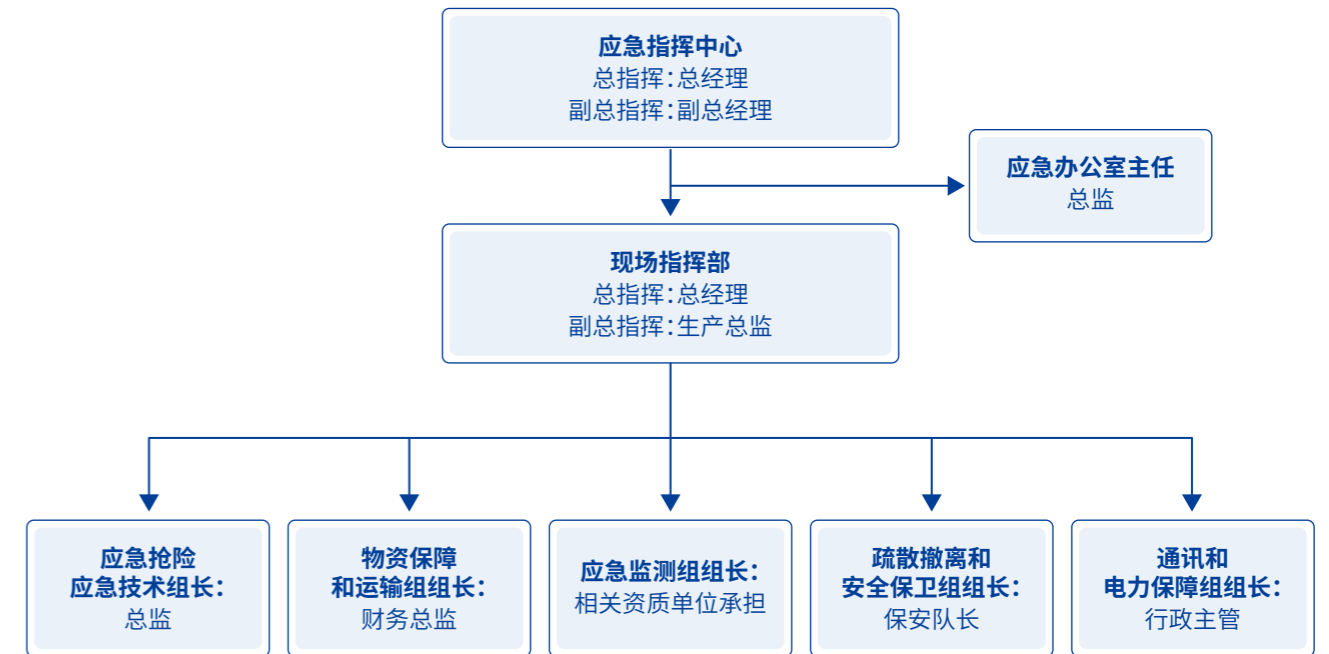 应急指挥中心
总指挥：总经理
副总指挥：副总经理
应急办公室主任
总监
现场指挥部
总指挥：总经理
副总指挥：生产总监
应急抢险
应急技术组长：
总监
物资保障
和运输组组长：
财务总监
应急监测组组长：
相关资质单位承担
疏散撤离和
安全保卫组组长：
保安队长
通讯和
电力保障组组长：
行政主管